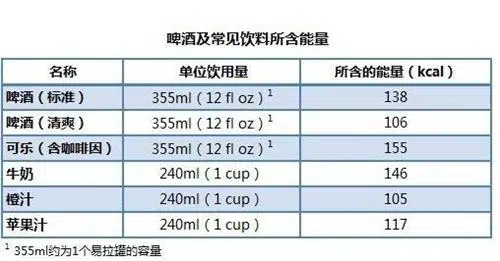 啤酒及常见饮料所含能量
名称 单位饮用量 所含的能量（kcal）
啤酒（标准） 355ml（12 fl oz）1 138
啤酒（清爽） 355ml（12 fl oz）1 106
可乐（含咖啡因） 355ml（12 fl oz）1 155
牛奶 240ml（1 cup） 146
橙汁 240ml（1 cup） 105
苹果汁 240ml（1 cup） 117
1 355ml约为1个易拉罐的容量